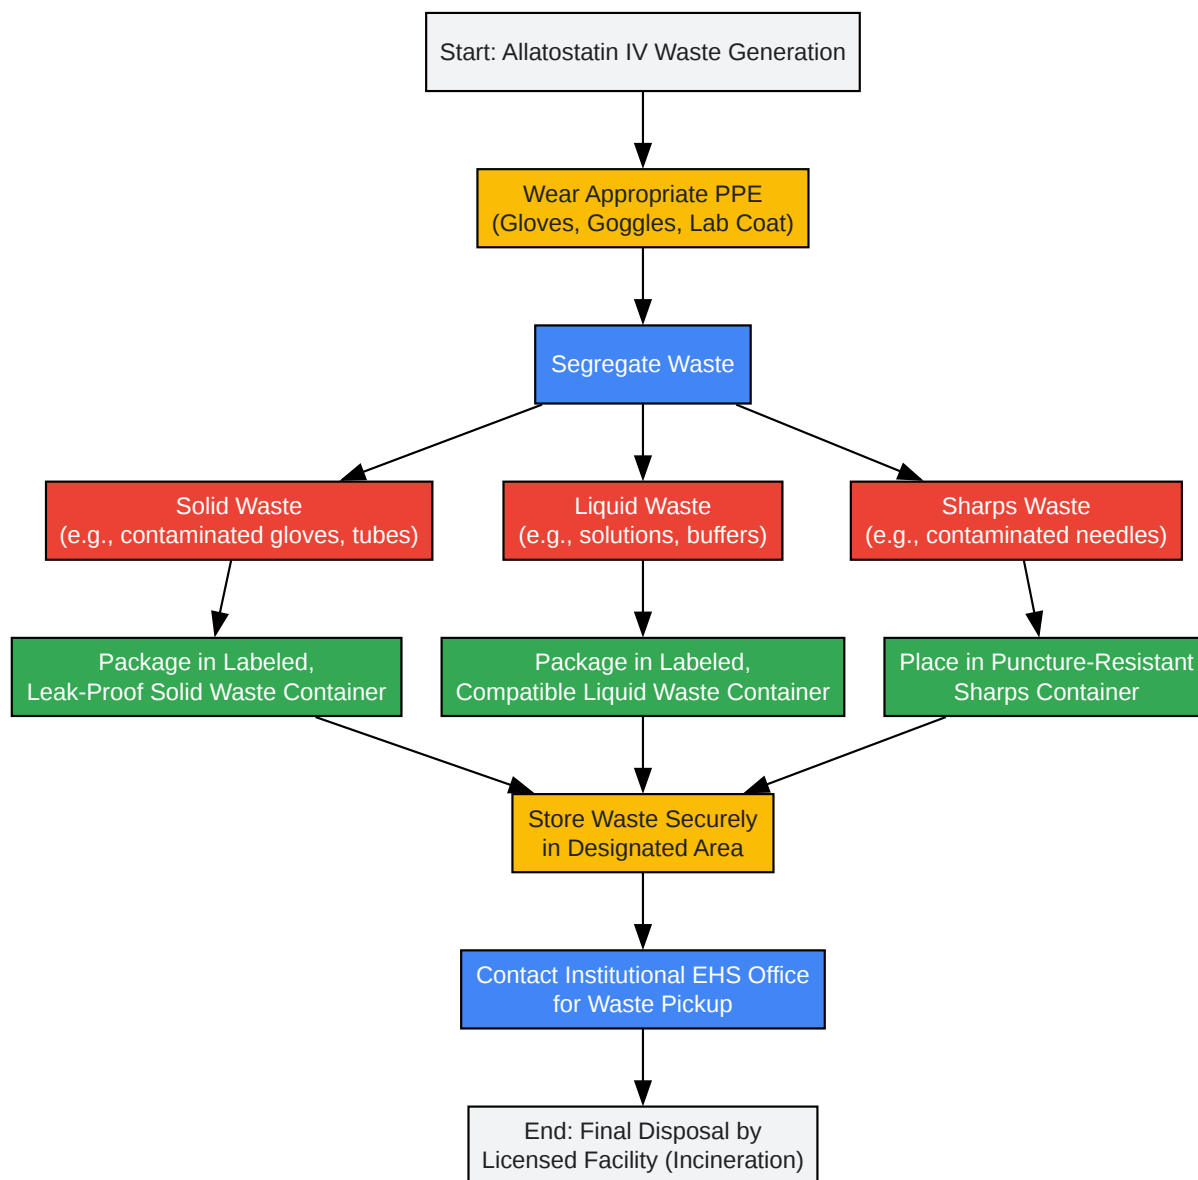 Start: Allatostatin IV Waste Generation
Wear Appropriate PPE
(Gloves, Goggles, Lab Coat)
Segregate Waste
Solid Waste
(e.g., contaminated gloves, tubes)
Liquid Waste
(e.g., solutions, buffers)
Sharps Waste
(e.g., contaminated needles)
Package in Labeled,
Leak-Proof Solid Waste Container
Package in Labeled,
Compatible Liquid Waste Container
Place in Puncture-Resistant
Sharps Container
Store Waste Securely
in Designated Area
Contact Institutional EHS Office
for Waste Pickup
End: Final Disposal by
Licensed Facility (Incineration)